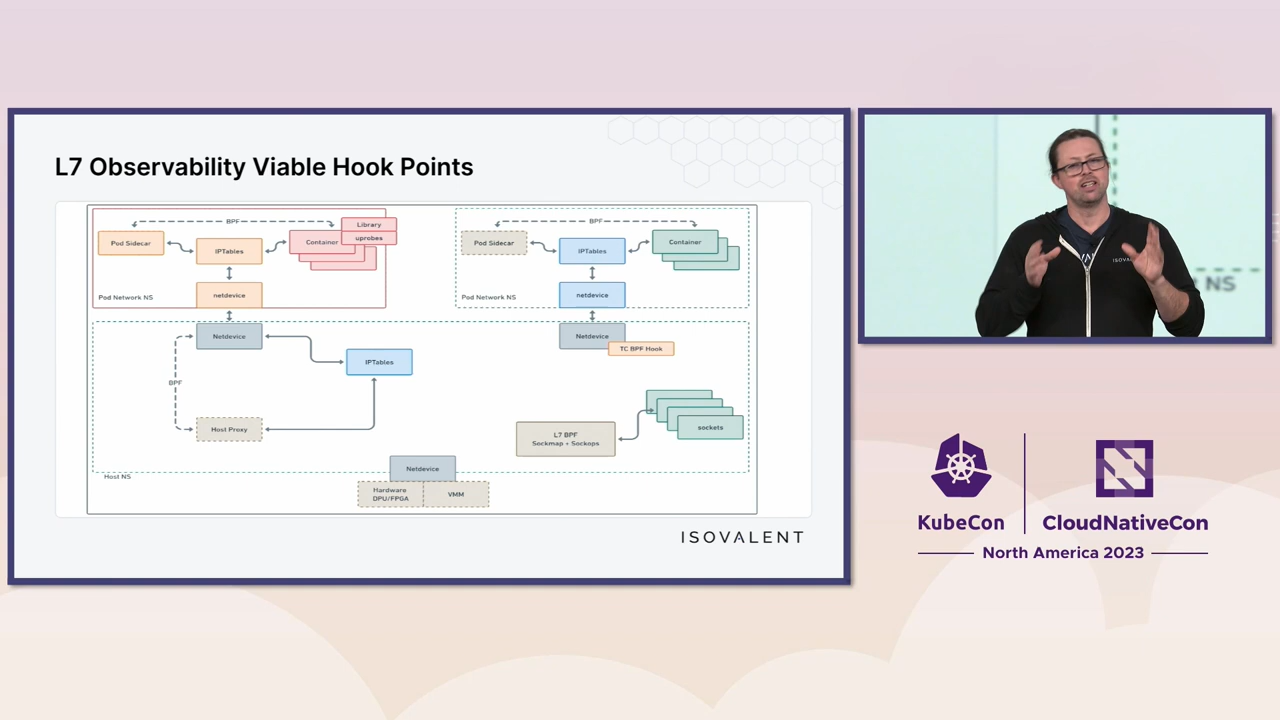 L7 Observability Viable Hook Points
BPF
Library
uprobes
Pod Sidecar
IPTables
Container
netdevice
Pod Network NS
BPF
Pod Sidecar
IPTables
Container
netdevice
Pod Network NS
Netdevice
IPTables
BPF
Host Proxy
Netdevice
TC BPF Hook
L7 BPF
Sockmap + Sockops
sockets
Host NS
Netdevice
Hardware
DPU/FPGA
VMM
ISOVALENT
NS
KubeCon
CloudNativeCon
North America 2023